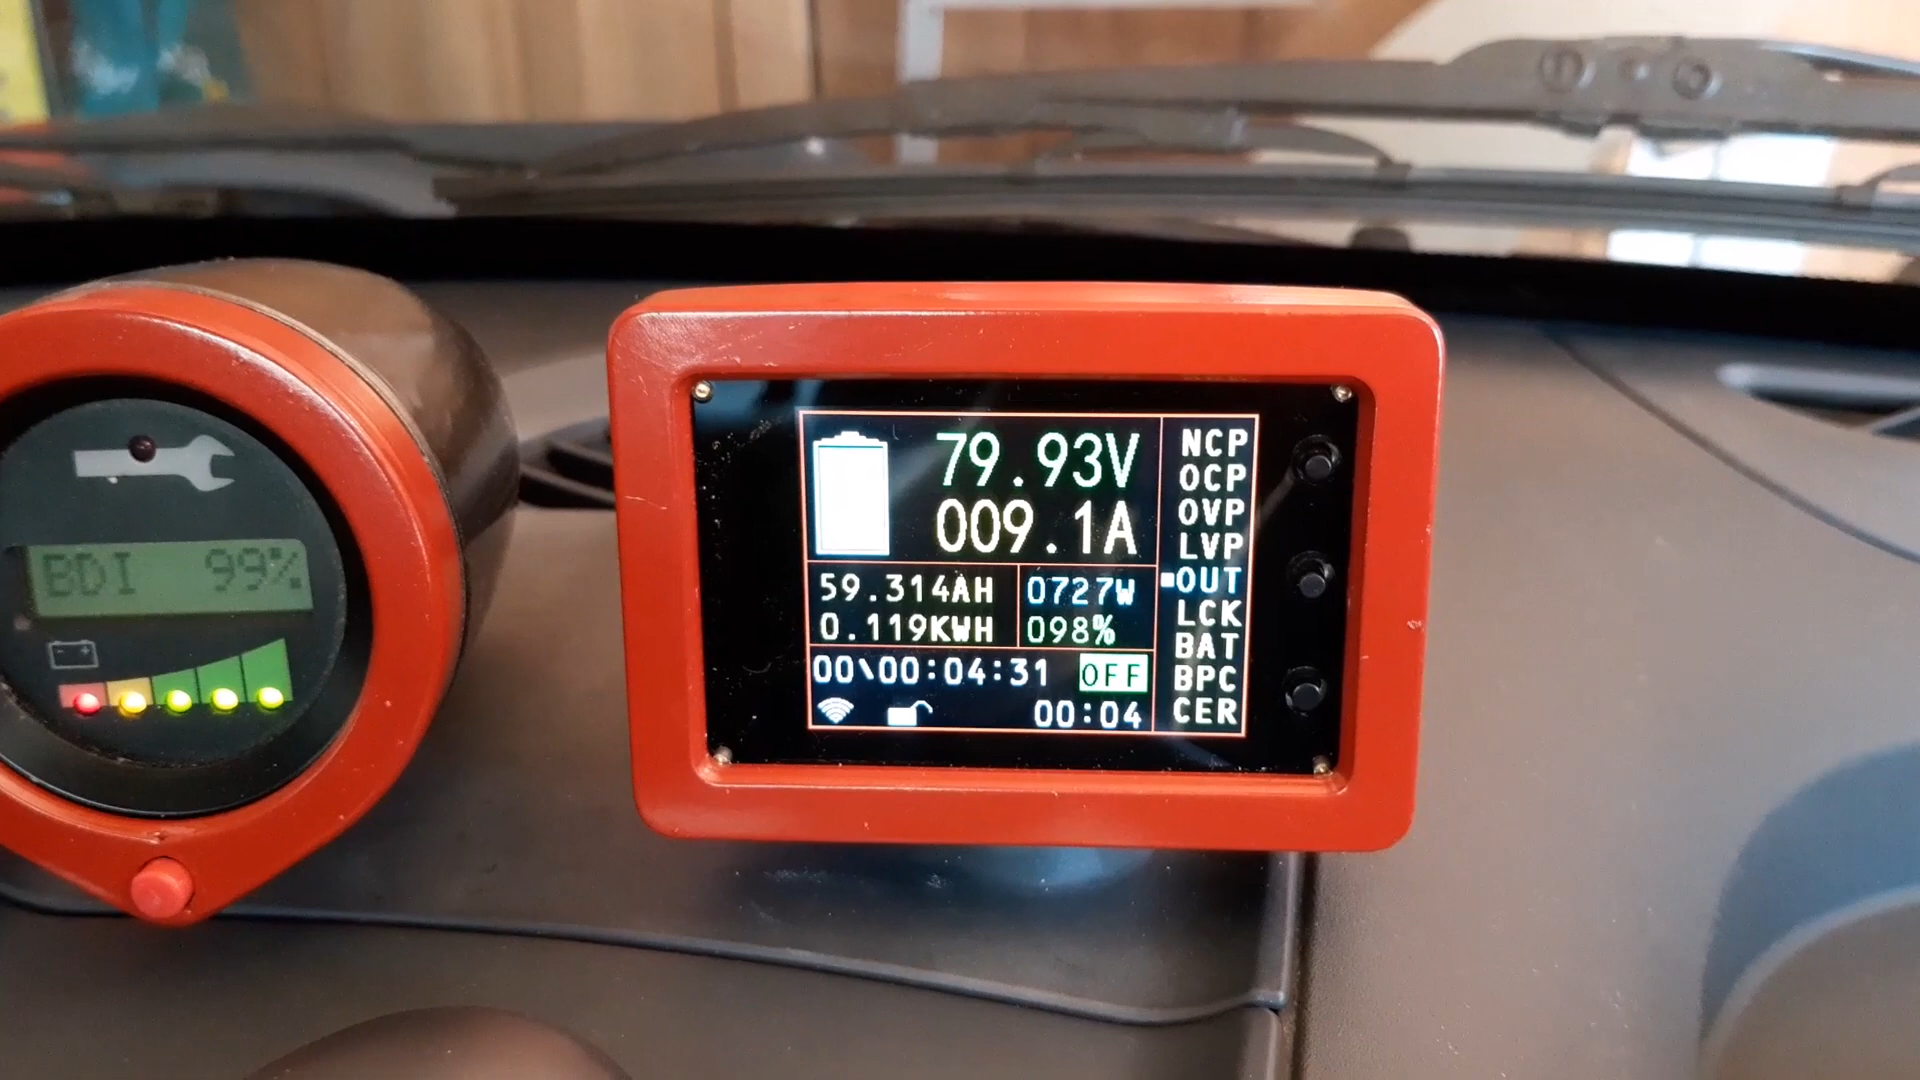 BDI 99%
79.93V
009.1A
59.314AH
0727W
0.119KWH
098%
00\00:04:31
OFF
00:04
NCP
OCP
OVP
LVP
OUT
LCK
BAT
BPC
CER